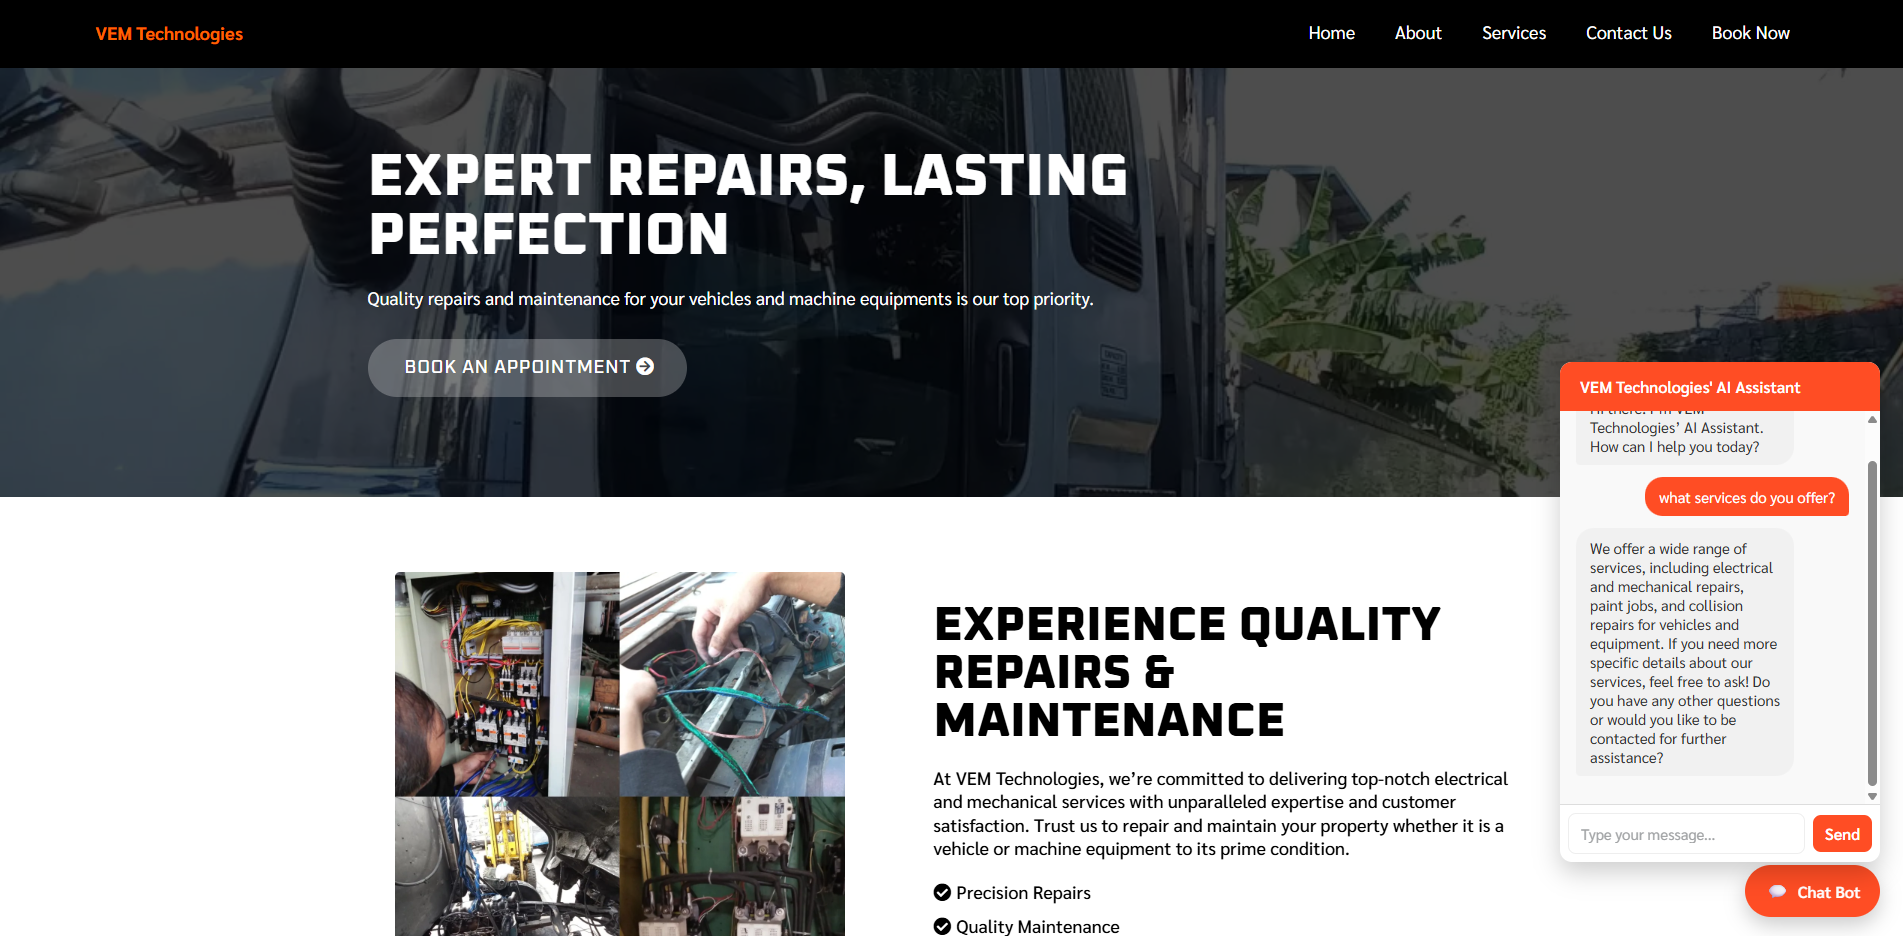 VEM Technologies
Home
About
Services
Contact Us
Book Now
EXPERT REPAIRS, LASTING
PERFECTION
Quality repairs and maintenance for your vehicles and machine equipments is our top priority.
BOOK AN APPOINTMENT
EXPERIENCE QUALITY
REPAIRS &
MAINTENANCE
At VEM Technologies, we’re committed to delivering top-notch electrical
and mechanical services with unparalleled expertise and customer
satisfaction. Trust us to repair and maintain your property whether it is a
vehicle or machine equipment to its prime condition.
Precision Repairs
Quality Maintenance
VEM Technologies' AI Assistant
Hi there! I'm VEM
Technologies’ AI Assistant.
How can I help you today?
what services do you offer?
We offer a wide range of
services, including electrical
and mechanical repairs,
paint jobs, and collision
repairs for vehicles and
equipment. If you need more
specific details about our
services, feel free to ask! Do
you have any other questions
or would you like to be
contacted for further
assistance?
Type your message...
Send
Chat Bot